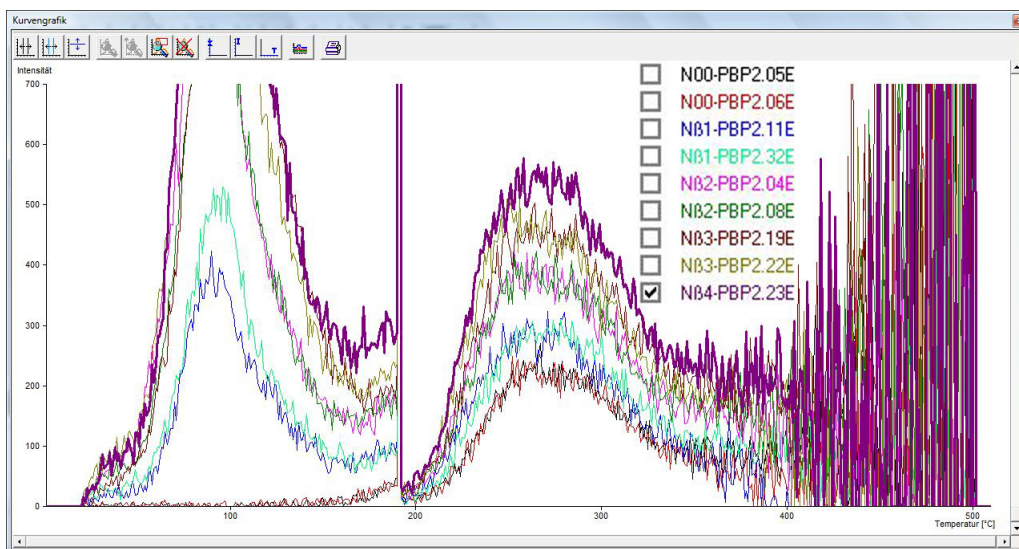 Kurvengrafik
Intensität
700
600
500
400
300
200
100
0
100
200
300
400
500
Temperatur [°C]
N00-PBP2.05E
N00-PBP2.06E
Nß1-PBP2.11E
Nß1-PBP2.32E
Nß2-PBP2.04E
Nß2-PBP2.08E
Nß3-PBP2.19E
Nß3-PBP2.22E
Nß4-PBP2.23E